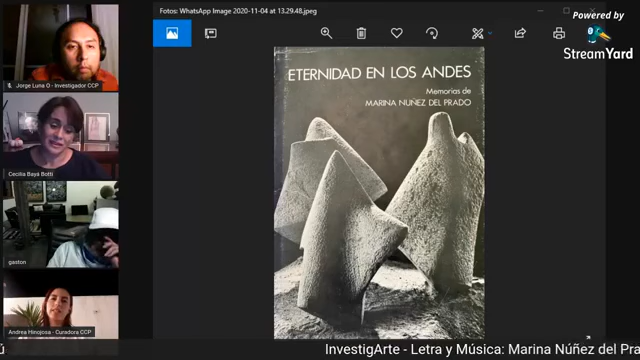 Fotos: WhatsApp Image 2020-11-04 at 13.29.48.jpeg
Powered by
StreamYard
ETERNIDAD EN LOS ANDES
Memorias de
MARINA NUÑEZ DEL PRADO
Jorge Luna O - Investigador CCP
Cecilia Bayá Botti
gaston
Andrea Hinojosa - Curadora CCP
InvestigArte - Letra y Música: Marina Núñez del Pra